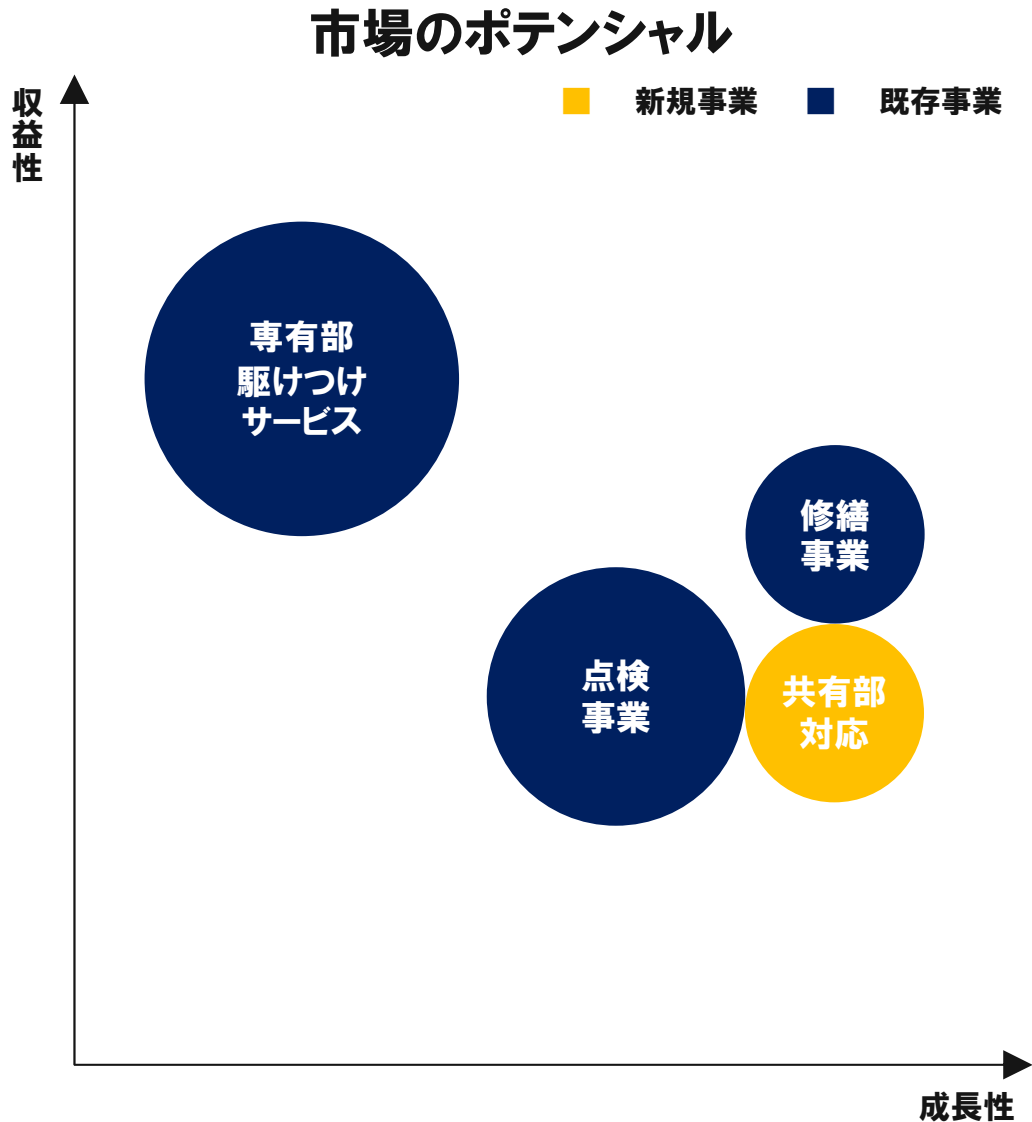 市場のポテンシャル
収益性
新規事業
既存事業
専有部
駆けつけ
サービス
修繕
事業
点検
事業
共有部
対応
成長性